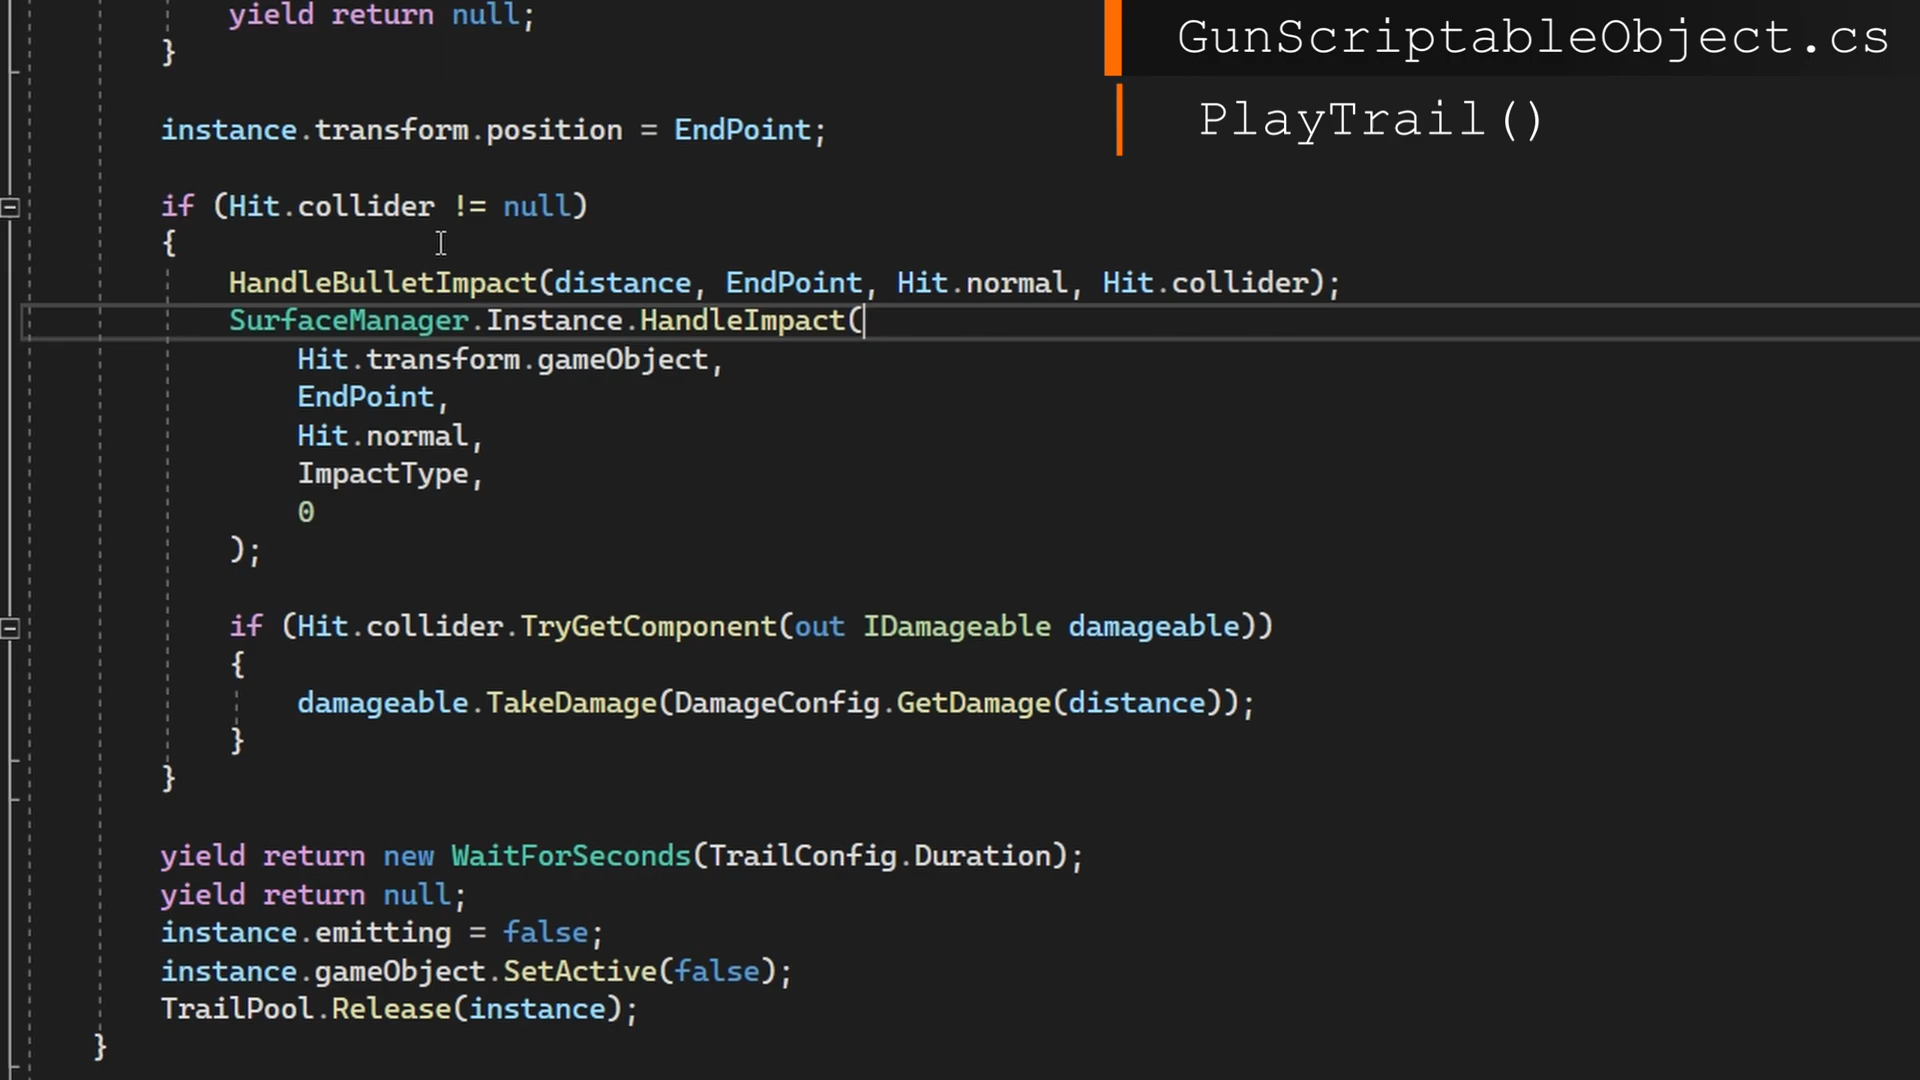 GunScriptableObject.cs
PlayTrail()
yield return null;
}
instance.transform.position = EndPoint;
if (Hit.collider != null)
{
HandleBulletImpact(distance, EndPoint, Hit.normal, Hit.collider);
SurfaceManager.Instance.HandleImpact(
Hit.transform.gameObject,
EndPoint,
Hit.normal,
ImpactType,
0
);
if (Hit.collider.TryGetComponent(out IDamageable damageable))
{
damageable.TakeDamage(DamageConfig.GetDamage(distance));
}
}
yield return new WaitForSeconds(TrailConfig.Duration);
yield return null;
instance.emitting = false;
instance.gameObject.SetActive(false);
TrailPool.Release(instance);
}